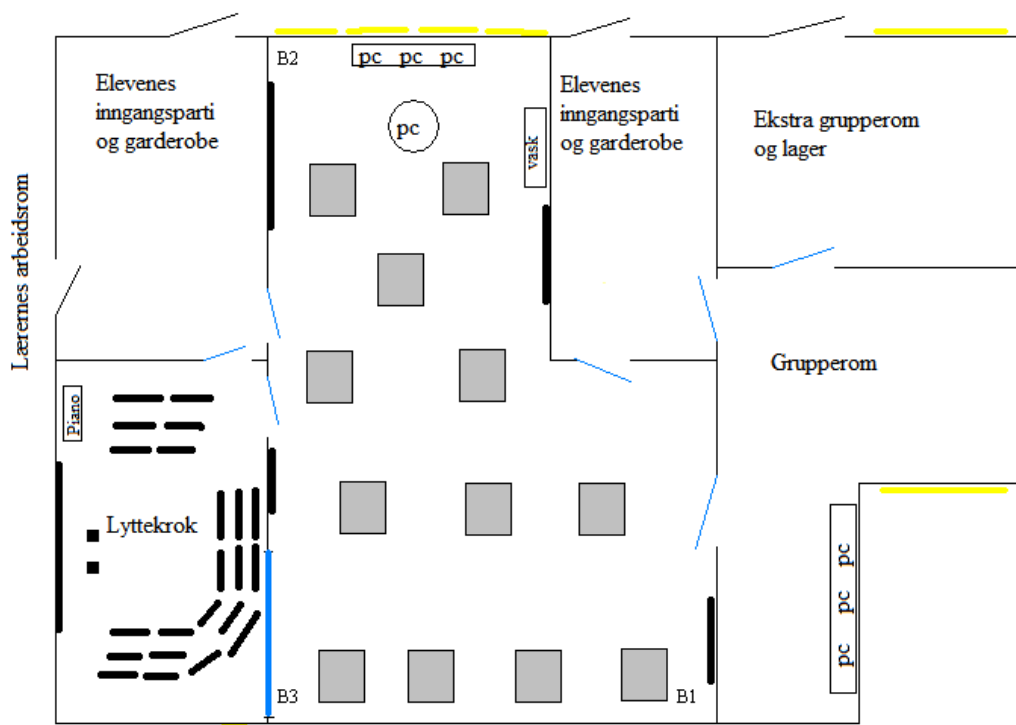 B2
pc pc pc
Elevenes
inngangsparti
og garderobe
pc
vask
Elevenes
inngangsparti
og garderobe
Ekstra grupperom
og lager
Lærernes arbeidsrom
Piano
Grupperom
Lyttekrok
pc pc pc
B3
B1